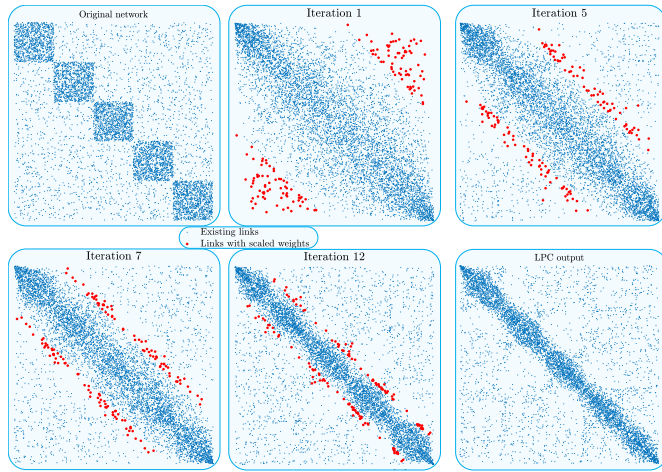 Original network
Iteration 1
Iteration 5
Existing links
Links with scaled weights
Iteration 7
Iteration 12
LPC output